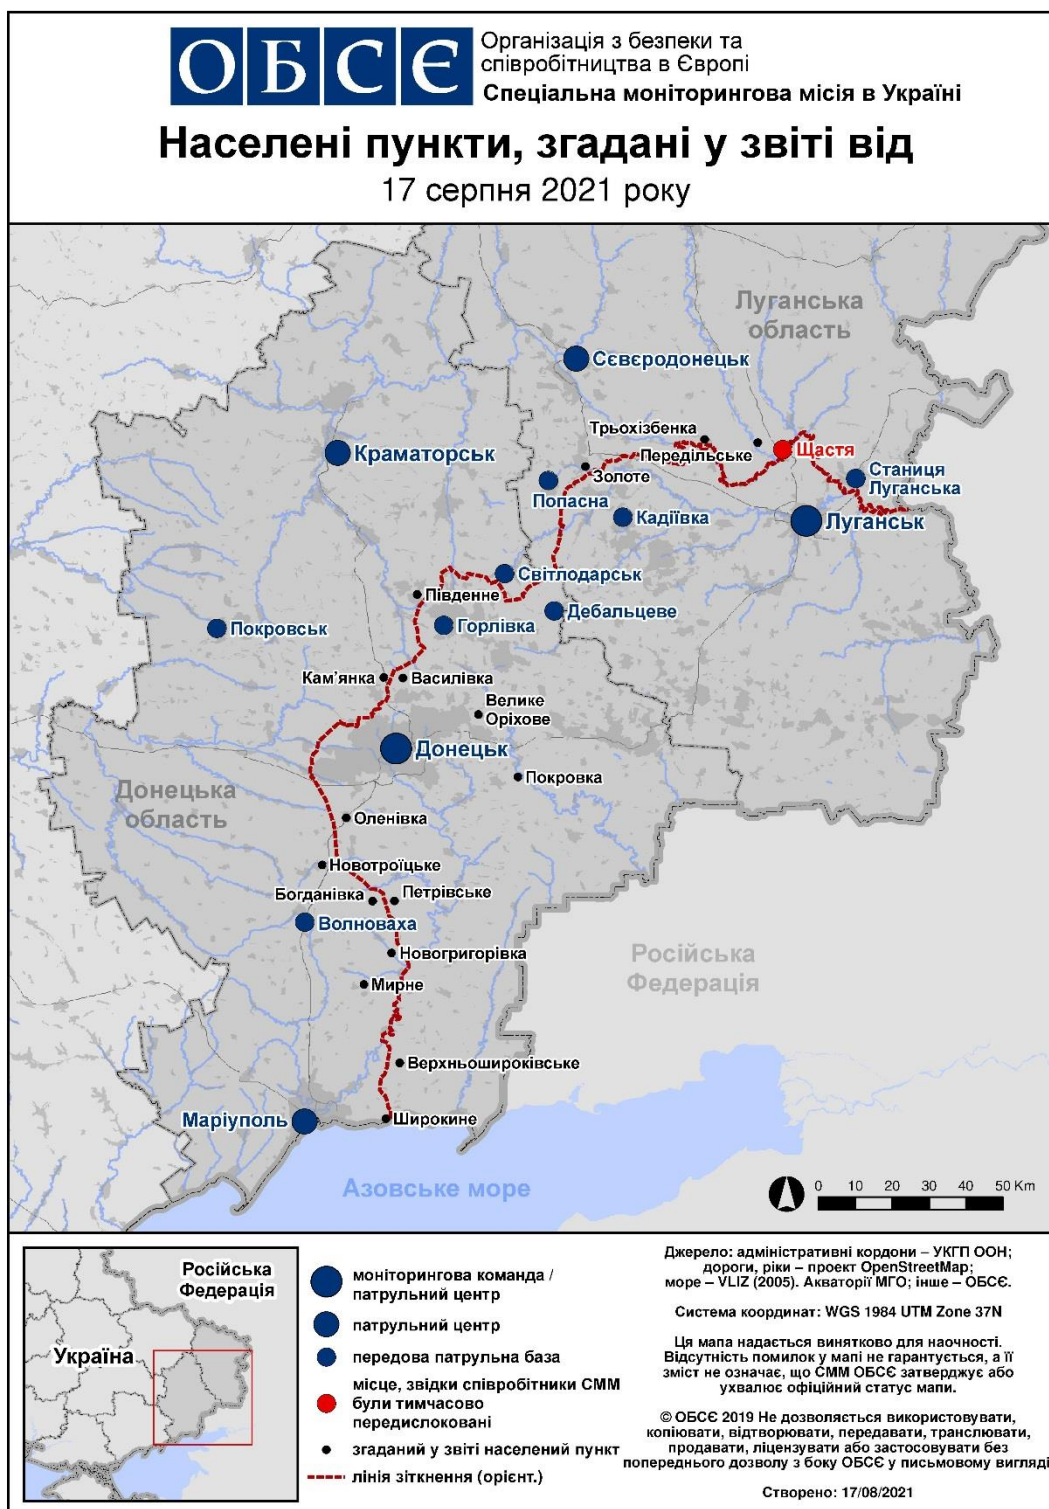 ОБСЄ
Організація з безпеки та
співробітництва в Європі
Спеціальна моніторингова місія в Україні
Населені пункти, згадані у звіті від
17 серпня 2021 року
Луганська
область
Сєвєродонецьк
Трьохізбенка
Передільське
Щастя
Краматорськ
Золоте
Станиця
Луганська
Попасна
Кадіївка
Луганськ
Світлодарськ
Південне
Дебальцеве
Горлівка
Покровськ
Кам’янка
Василівка
Велике
Оріхове
Донецьк
Покровка
Донецька
область
Оленівка
Новотроїцьке
Богданівка
Петрівське
Волноваха
Новогригорівка
Російська
Федерація
Мирне
Верхньошироківське
Маріуполь
Широкине
Азовське море
0 10 20 30 40 50 Km
Російська
Федерація
Україна
моніторингова команда /
патрульний центр
патрульний центр
передова патрульна база
місце, звідки співробітники СММ
були тимчасово
передислоковані
згаданий у звіті населений пункт
лінія зіткнення (орієнт.)
Джерело: адміністративні кордони – УКГП ООН;
дороги, ріки – проект OpenStreetMap;
море – VLIZ (2005). Акваторії МГО; інше – ОБСЄ.
Система координат: WGS 1984 UTM Zone 37N
Ця мапа надається винятково для наочності.
Відсутність помилок у мапі не гарантується, а її
зміст не означає, що СММ ОБСЄ затверджує або
ухвалює офіційний статус мапи.
© ОБСЄ 2019 Не дозволяється використовувати,
копіювати, відтворювати, передавати, транслювати,
продавати, ліцензувати або застосовувати без
попереднього дозволу з боку ОБСЄ у письмовому вигляді
Створено: 17/08/2021